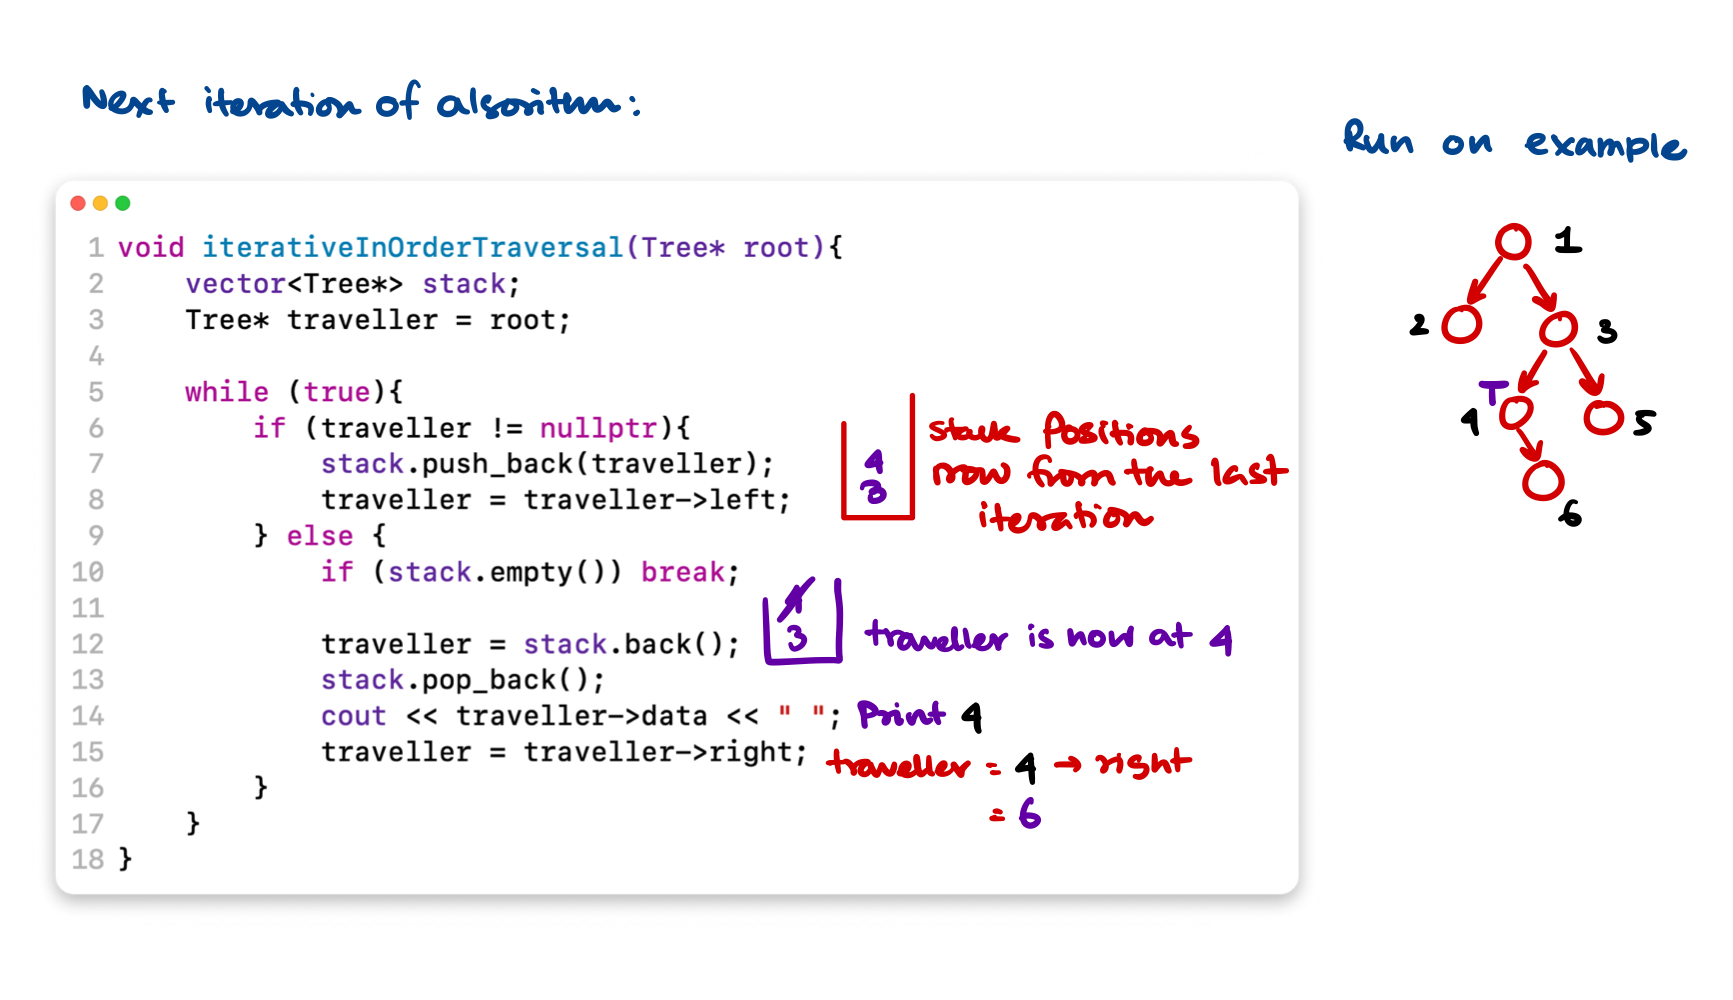 Next iteration of algorithm:
Run on example
1 void iterativeInOrderTraversal(Tree* root){
2 vector<Tree*> stack;
3 Tree* traveller = root;
4
5 while (true){
6 if (traveller != nullptr){
7 stack.push_back(traveller);
8 traveller = traveller->left;
9 } else {
10 if (stack.empty()) break;
11
12 traveller = stack.back();
13 stack.pop_back();
14 cout << traveller->data << " ";
15 traveller = traveller->right;
16 }
17 }
18 }
4
3
stack Positions
now from the last
iteration
4
3
traveller is now at 4
Print 4
traveller = 4 → right
= 6
1
2
3
T
4
5
6